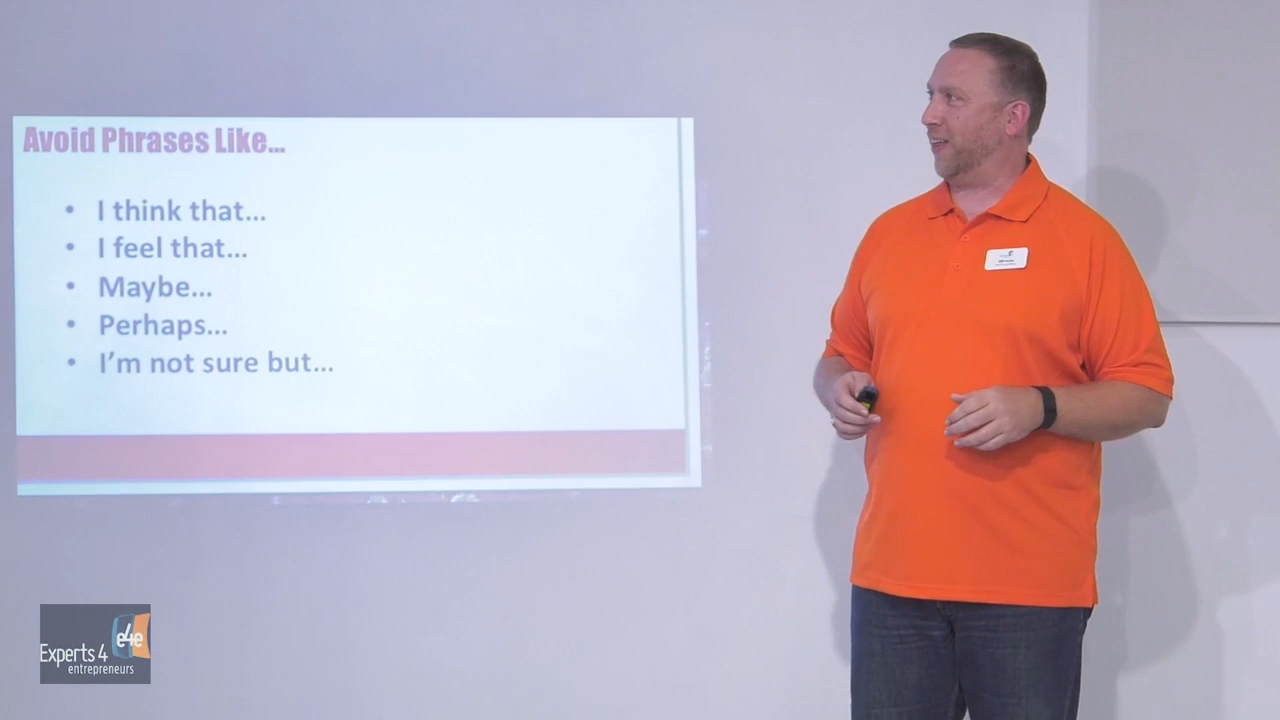 Avoid Phrases Like...
• I think that...
• I feel that...
• Maybe...
• Perhaps...
• I'm not sure but...
e4e
Experts 4
entrepreneurs